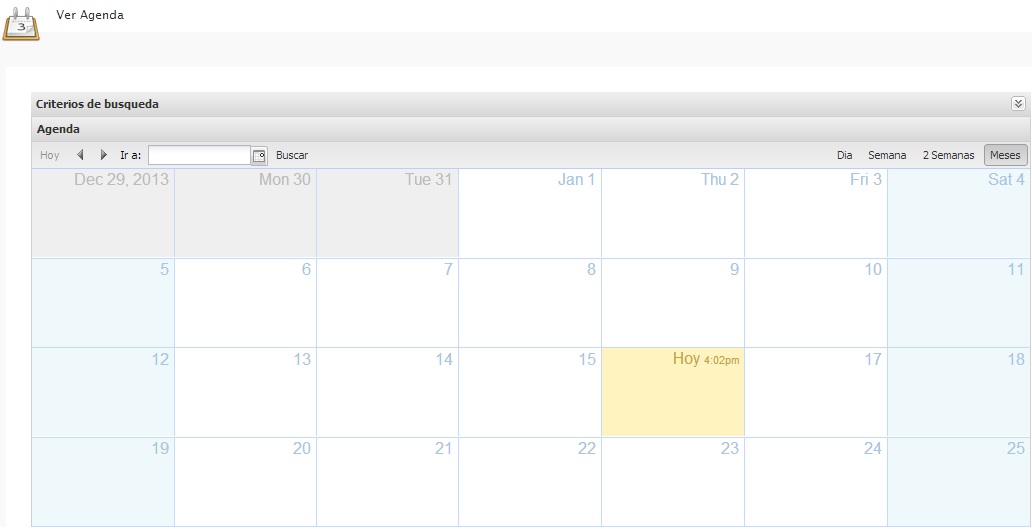 3
Ver Agenda
Criterios de busqueda
Agenda
Hoy Ir a: Buscar Dia Semana 2 Semanas Meses
Dec 29, 2013 Mon 30 Tue 31 Jan 1 Thu 2 Fri 3 Sat 4
5 6 7 8 9 10 11
12 13 14 15 Hoy 4:02pm 17 18
19 20 21 22 23 24 25